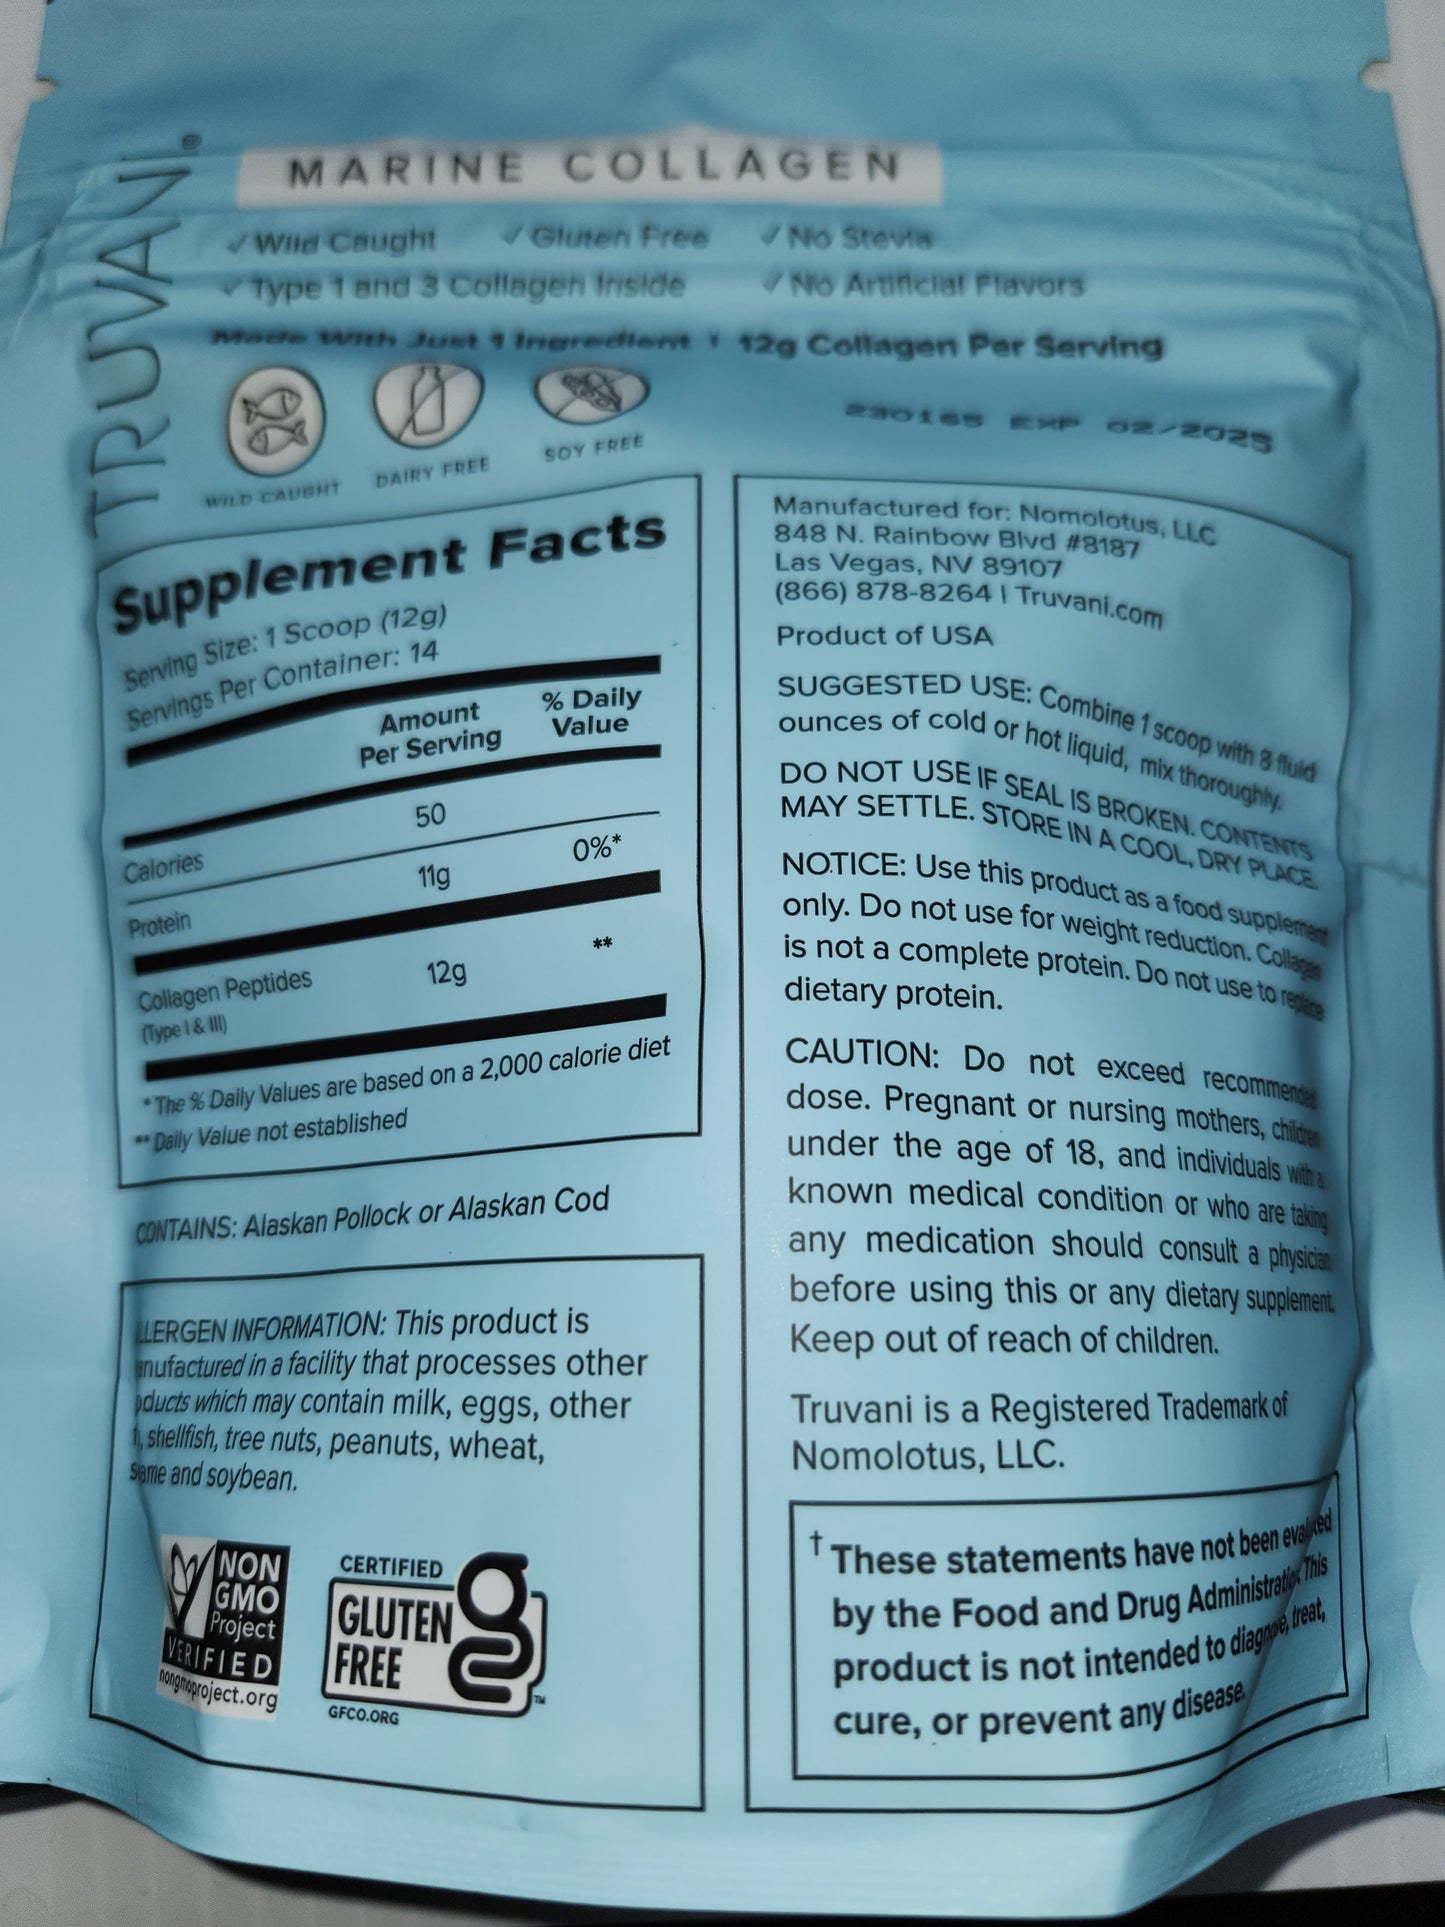 TRUVANI®
MARINE COLLAGEN
✓ Wild Caught ✓ Gluten Free ✓ No Stevia
✓ Type 1 and 3 Collagen Inside ✓ No Artificial Flavors
Made With Just 1 Ingredient | 12g Collagen Per Serving
WILD CAUGHT
DAIRY FREE
SOY FREE
230165 EXP 02/2025
Supplement Facts
Serving Size: 1 Scoop (12g)
Servings Per Container: 14
Amount
Per Serving
% Daily
Value
Calories 50
Protein 11g 0%*
Collagen Peptides 12g **
(Type I & III)
* The % Daily Values are based on a 2,000 calorie diet
** Daily Value not established
CONTAINS: Alaskan Pollock or Alaskan Cod
LLERGEN INFORMATION: This product is
anufactured in a facility that processes other
oducts which may contain milk, eggs, other
, shellfish, tree nuts, peanuts, wheat,
same and soybean.
NON
GMO
Project
VERIFIED
nongmoproject.org
CERTIFIED
GLUTEN
FREE
g
TM
GFCO.ORG
Manufactured for: Nomolotus, LLC
848 N. Rainbow Blvd #8187
Las Vegas, NV 89107
(866) 878-8264 | Truvani.com
Product of USA
SUGGESTED USE: Combine 1 scoop with 8 fluid
ounces of cold or hot liquid, mix thoroughly.
DO NOT USE IF SEAL IS BROKEN. CONTENTS
MAY SETTLE. STORE IN A COOL, DRY PLACE.
NOTICE: Use this product as a food supplement
only. Do not use for weight reduction. Collagen
is not a complete protein. Do not use to replace
dietary protein.
CAUTION: Do not exceed recommended
dose. Pregnant or nursing mothers, children
under the age of 18, and individuals with a
known medical condition or who are taking
any medication should consult a physician
before using this or any dietary supplement.
Keep out of reach of children.
Truvani is a Registered Trademark of
Nomolotus, LLC.
† These statements have not been evaluated
by the Food and Drug Administration. This
product is not intended to diagnose, treat,
cure, or prevent any disease.